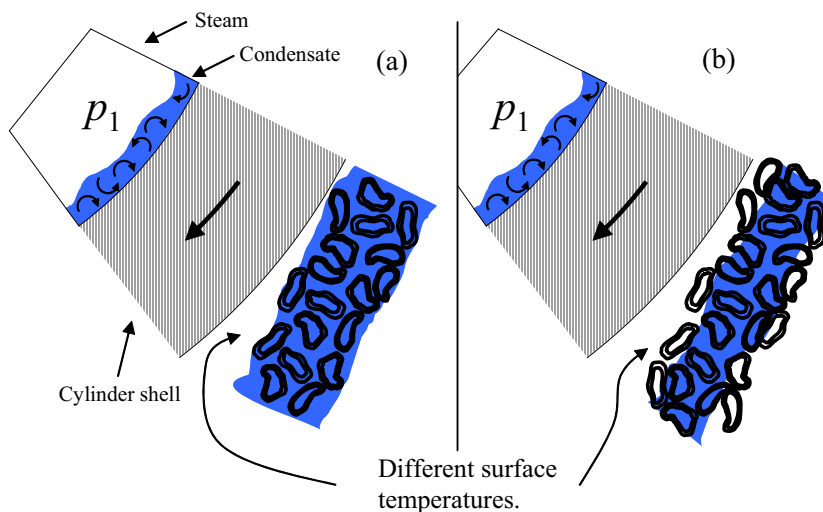 Steam
Condensate
(a)
(b)
p1
p1
Cylinder shell
Different surface
temperatures.